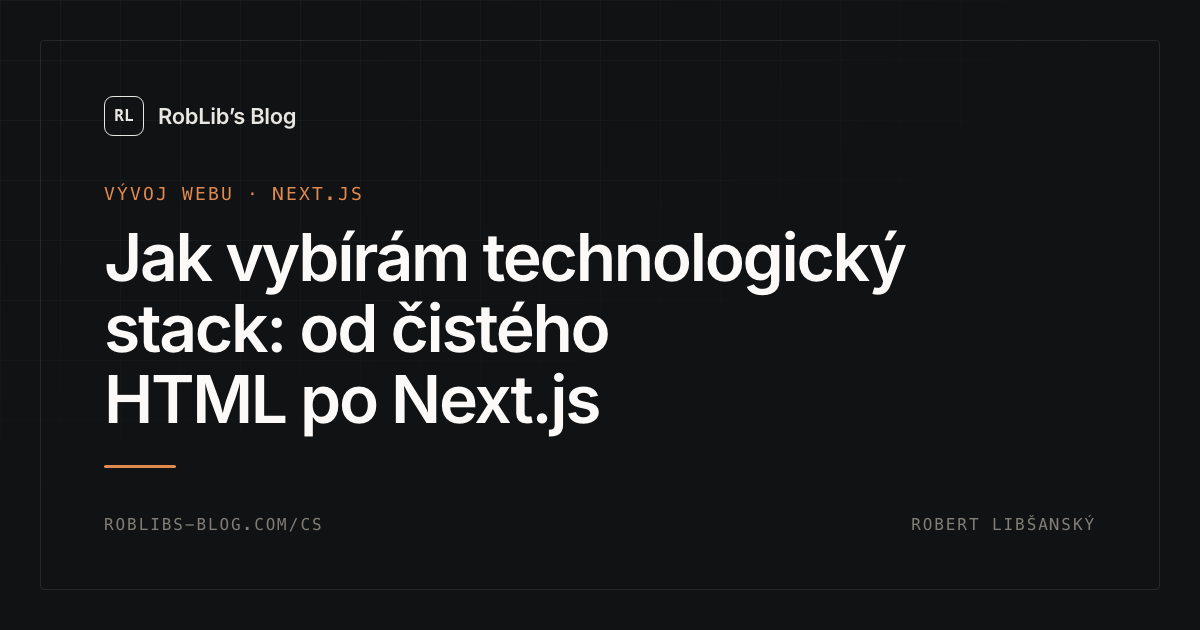 RL RobLib’s Blog
VÝVOJ WEBU · NEXT.JS
Jak vybírám technologický
stack: od čistého
HTML po Next.js
ROBLIBS-BLOG.COM/CS
ROBERT LIBŠANSKÝ